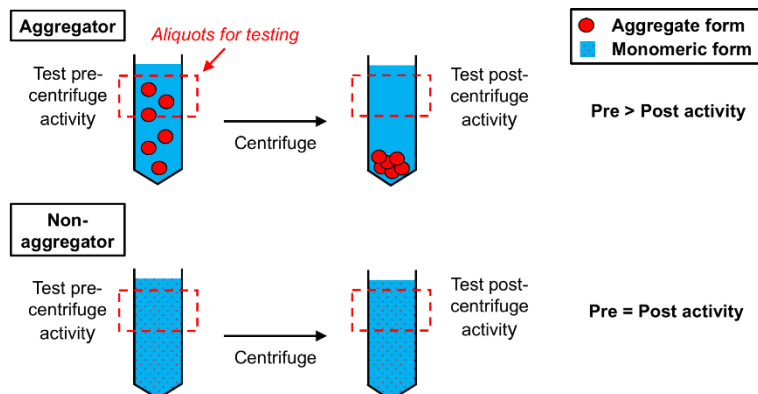 Aggregator
Aliquots for testing
Aggregate form
Monomeric form
Test pre-
centrifuge
activity
Centrifuge
Test post-
centrifuge
activity
Pre > Post activity
Non-
aggregator
Test pre-
centrifuge
activity
Centrifuge
Test post-
centrifuge
activity
Pre = Post activity